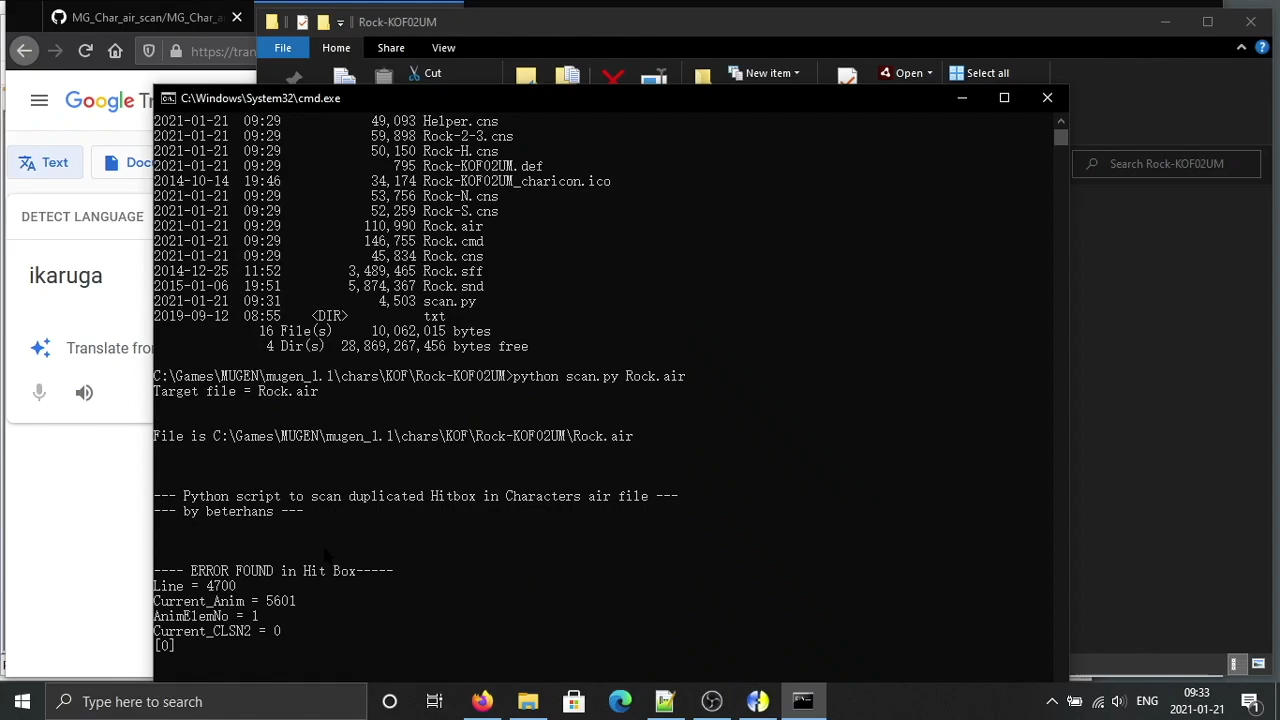 MG_Char_air_scan/MG_Char_a
Rock-KOF02UM
https://tran
File
Home
Share
View
Cut
New item
Open
Select all
Google Tr
C:\Windows\System32\cmd.exe
Search Rock-KOF02UM
Text
Docu
DETECT LANGUAGE
ikaruga
Translate from
2021-01-21 09:29 49,093 Helper.cns
2021-01-21 09:29 59,898 Rock-2-3.cns
2021-01-21 09:29 50,150 Rock-H.cns
2021-01-21 09:29 795 Rock-KOF02UM.def
2014-10-14 19:46 34,174 Rock-KOF02UM_charicon.ico
2021-01-21 09:29 53,756 Rock-N.cns
2021-01-21 09:29 52,259 Rock-S.cns
2021-01-21 09:29 110,990 Rock.air
2021-01-21 09:29 146,755 Rock.cmd
2021-01-21 09:29 45,834 Rock.cns
2014-12-25 11:52 3,489,465 Rock.sff
2015-01-06 19:51 5,874,367 Rock.snd
2021-01-21 09:31 4,503 scan.py
2019-09-12 08:55 <DIR> txt
16 File(s) 10,062,015 bytes
4 Dir(s) 28,869,267,456 bytes free
C:\Games\MUGEN\mugen_1.1\chars\KOF\Rock-KOF02UM>python scan.py Rock.air
Target file = Rock.air
File is C:\Games\MUGEN\mugen_1.1\chars\KOF\Rock-KOF02UM\Rock.air
--- Python script to scan duplicated Hitbox in Characters air file ---
--- by beterhans ---
---- ERROR FOUND in Hit Box-----
Line = 4700
Current_Anim = 5601
AnimElemNo = 1
Current_CLSN2 = 0
[0]
Type here to search
ENG
09:33
2021-01-21
1